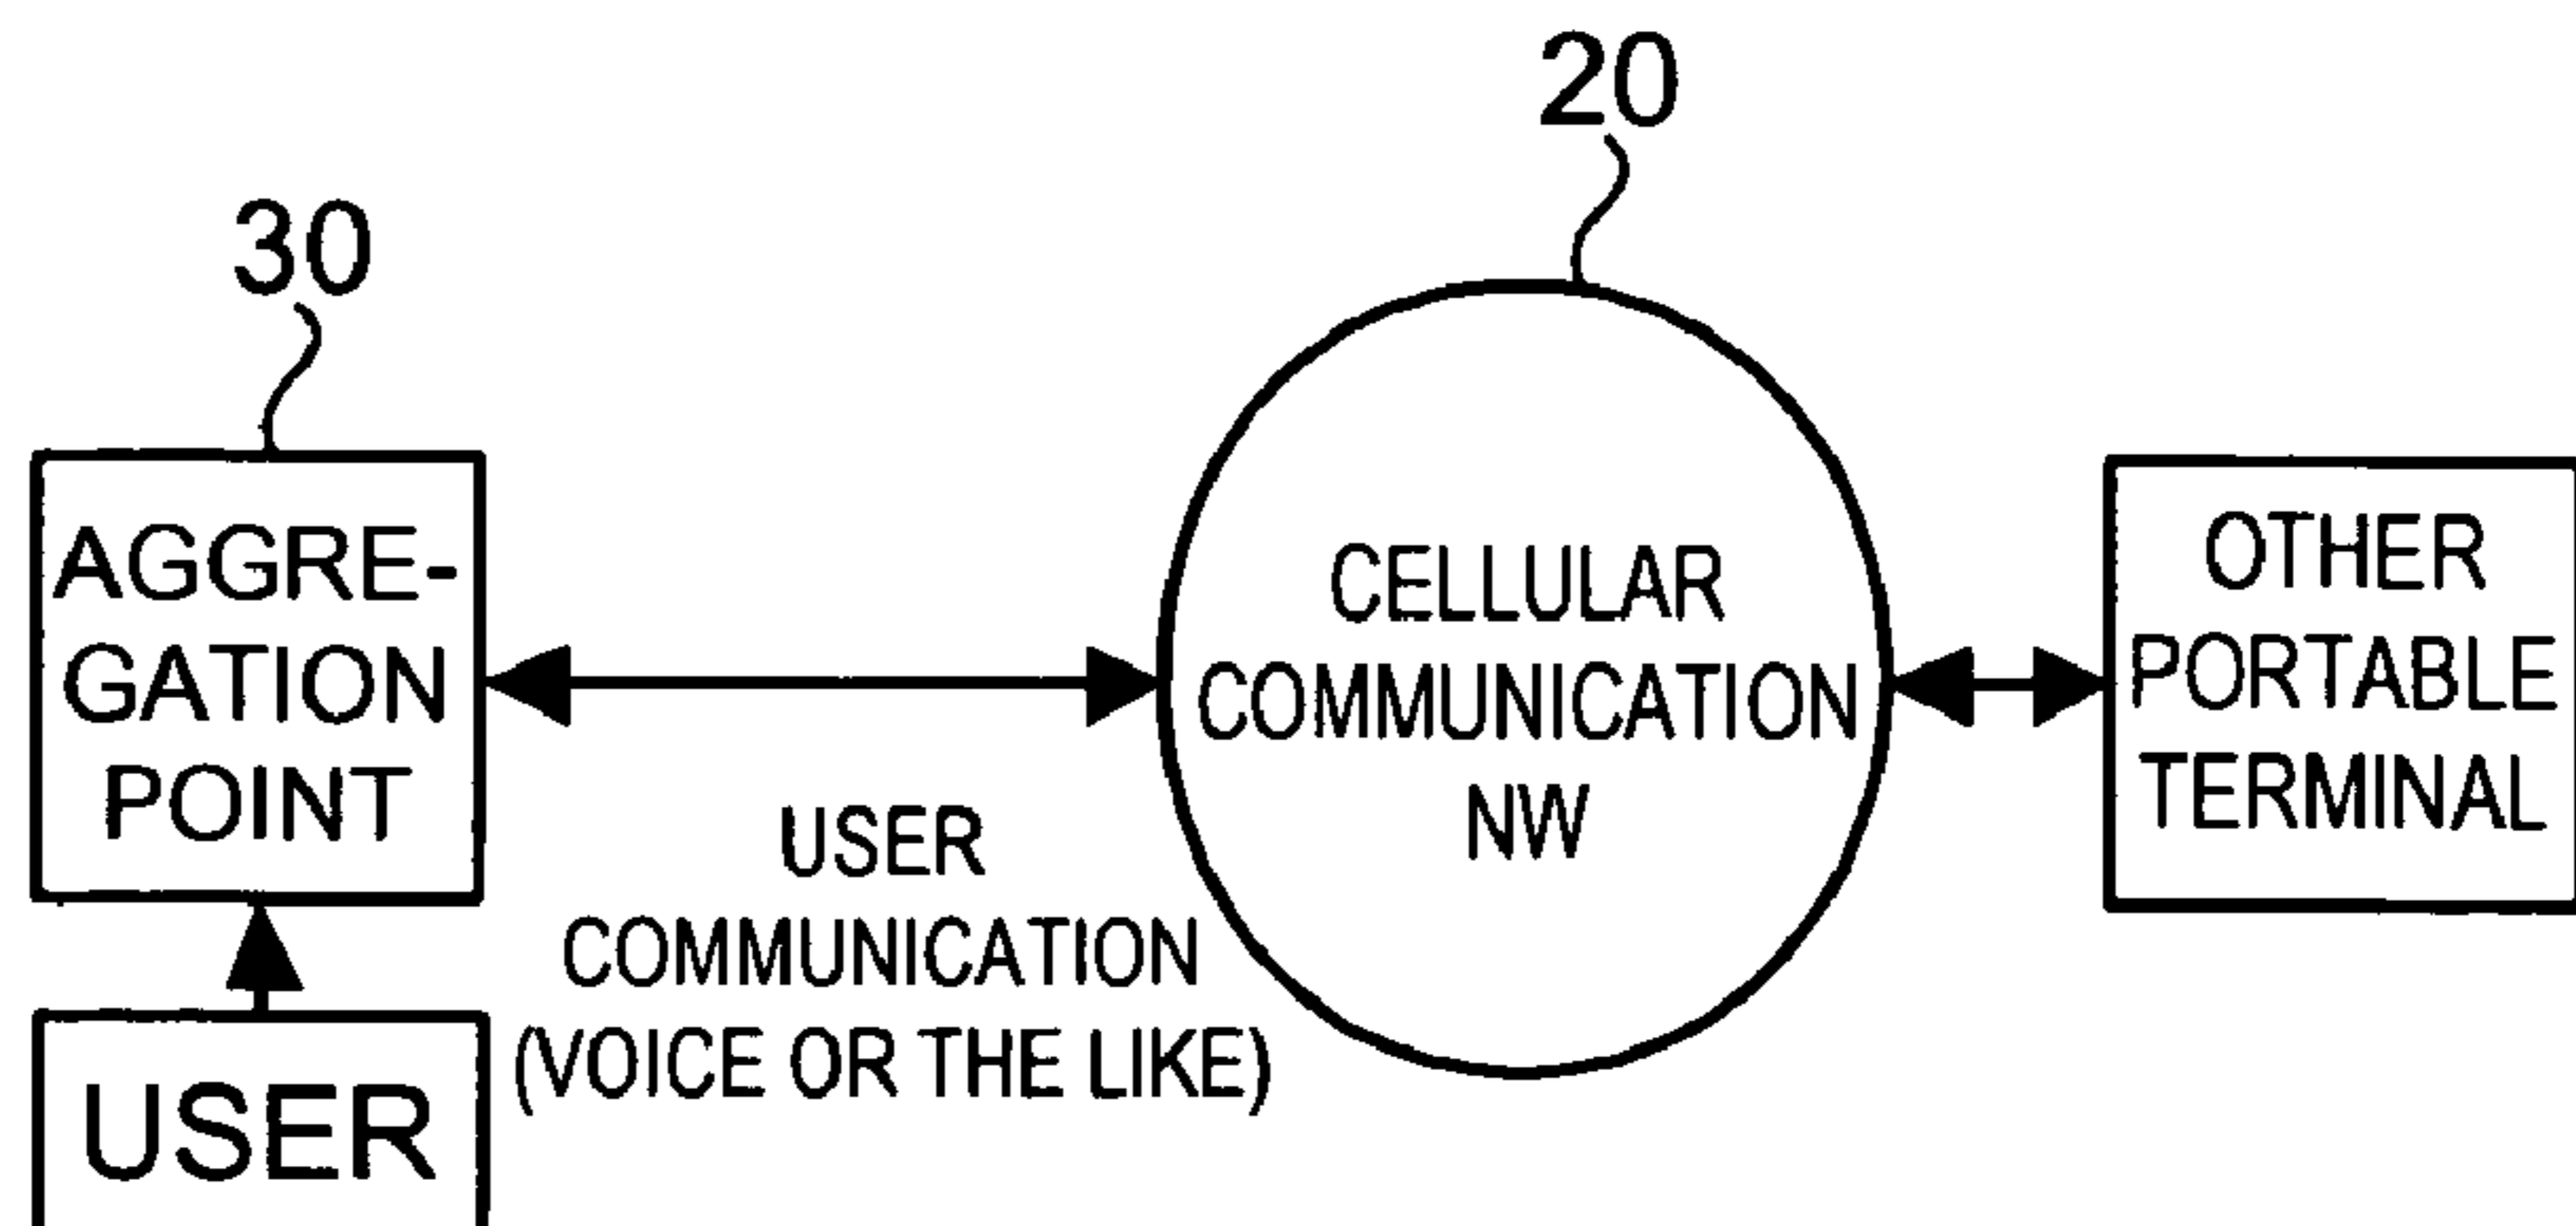 20
30
AGGRE-
GATION
POINT
CELLULAR
COMMUNICATION
NW
OTHER
PORTABLE
TERMINAL
USER
COMMUNICATION
(VOICE OR THE LIKE)
USER